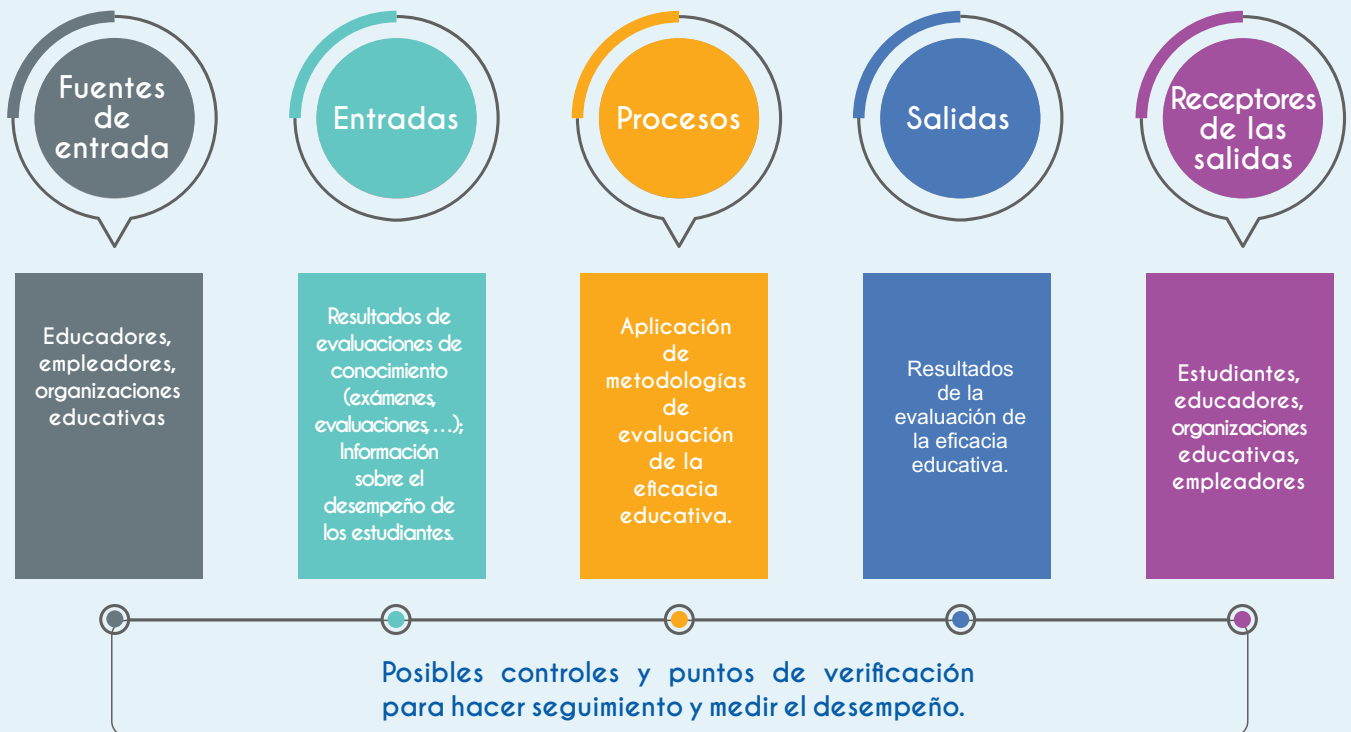 Fuentes
de
entrada
Entradas
Procesos
Salidas
Receptores
de las
salidas
Educadores,
empleadores,
organizaciones
educativas
Resultados de
evaluaciones de
conocimiento
(exámenes,
evaluaciones,…);
Información
sobre el
desempeño de
los estudiantes.
Aplicación
de
metodologías
de
evaluación
de la
eficacia
educativa.
Resultados
de la
evaluación de
la eficacia
educativa.
Estudiantes,
educadores,
organizaciones
educativas,
empleadores
Posibles controles y puntos de verificación
para hacer seguimiento y medir el desempeño.